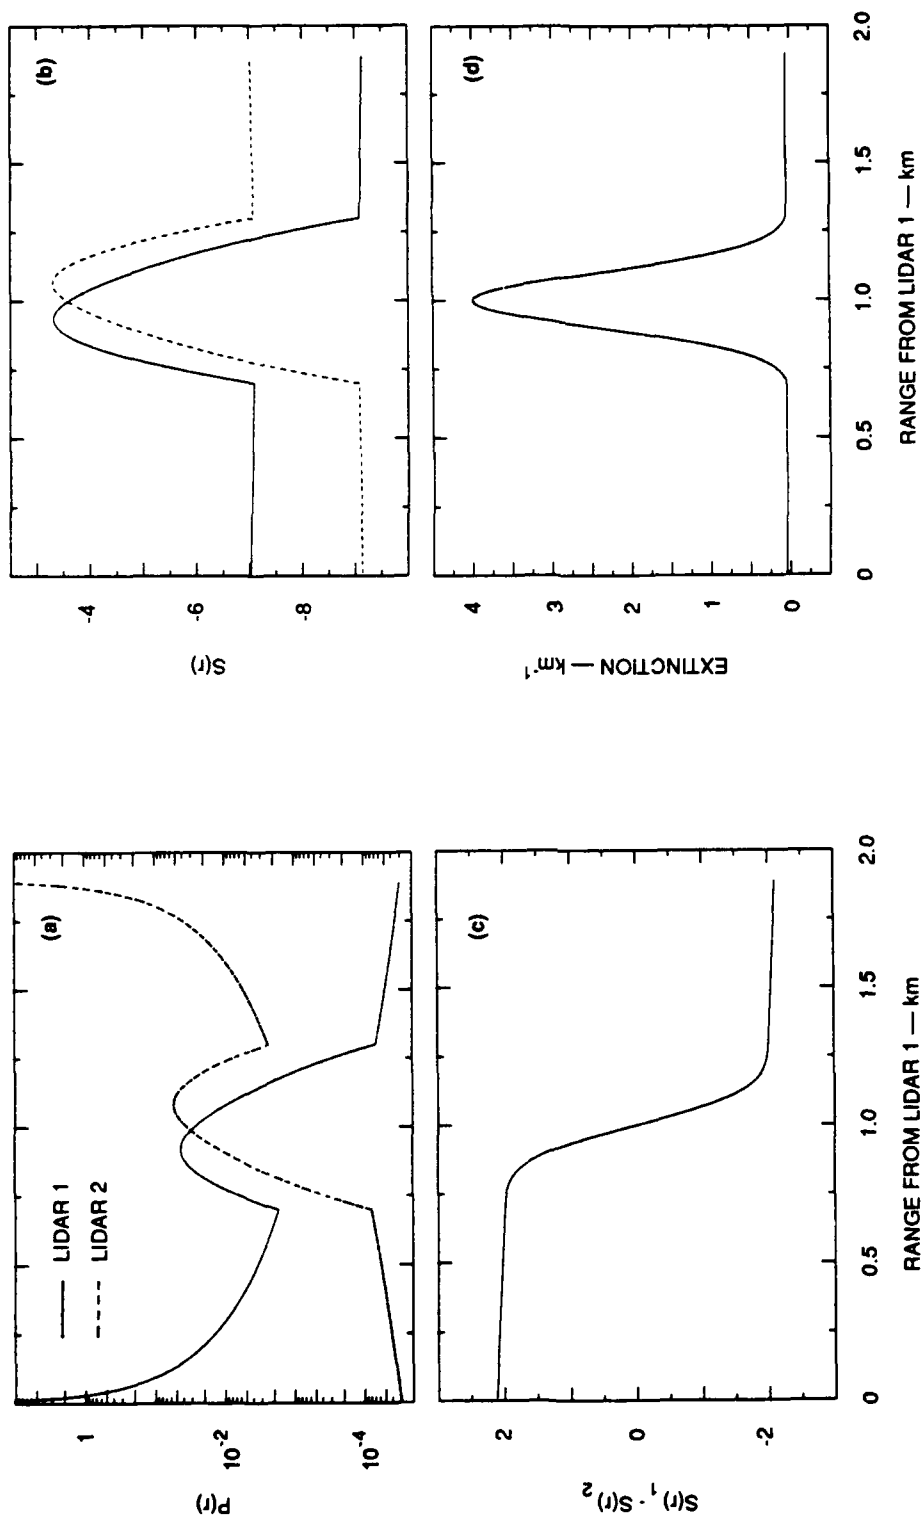 (a)
LIDAR 1
LIDAR 2
P(r)
1
10-2
10-4
(b)
S(r)
-4
-6
-8
(c)
S(r)1 - S(r)2
2
0
-2
0
0.5
1.0
1.5
2.0
RANGE FROM LIDAR 1 — km
(d)
EXTINCTION — km-1
4
3
2
1
0
0
0.5
1.0
1.5
2.0
RANGE FROM LIDAR 1 — km